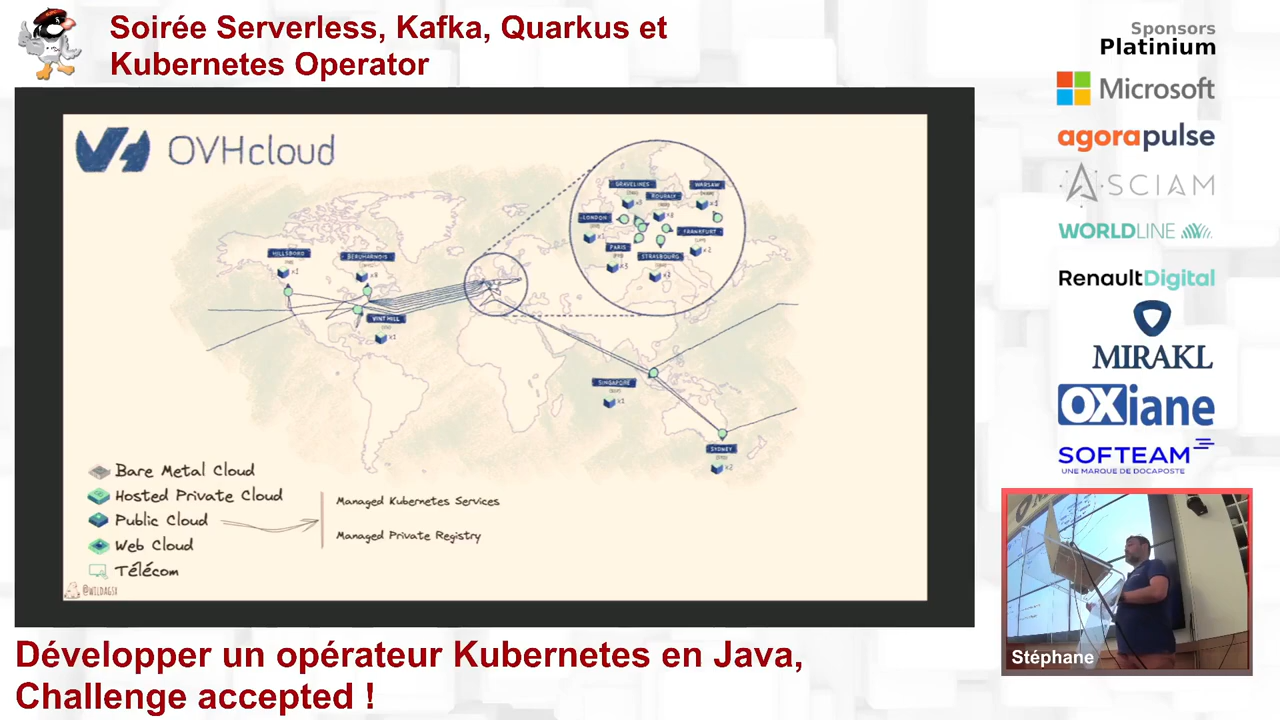 Soirée Serverless, Kafka, Quarkus et
Kubernetes Operator
Sponsors
Platinium
Microsoft
agorapulse
ASCIAM
WORLDLINE
RenaultDigital
MIRAKL
OXiane
SOFTEAM
UNE MARQUE DE DOCAPOSTE
OVHcloud
GRAVELINES
WARSAW
ROUBAIX
LONDON
FRANKFURT
PARIS
STRASBOURG
HILLSBORO
BEAUHARNOIS
VINT HILL
SINGAPORE
SYDNEY
Bare Metal Cloud
Hosted Private Cloud
Public Cloud
Web Cloud
Télécom
Managed Kubernetes Services
Managed Private Registry
@WILDAGSX
Stéphane
Développer un opérateur Kubernetes en Java,
Challenge accepted !